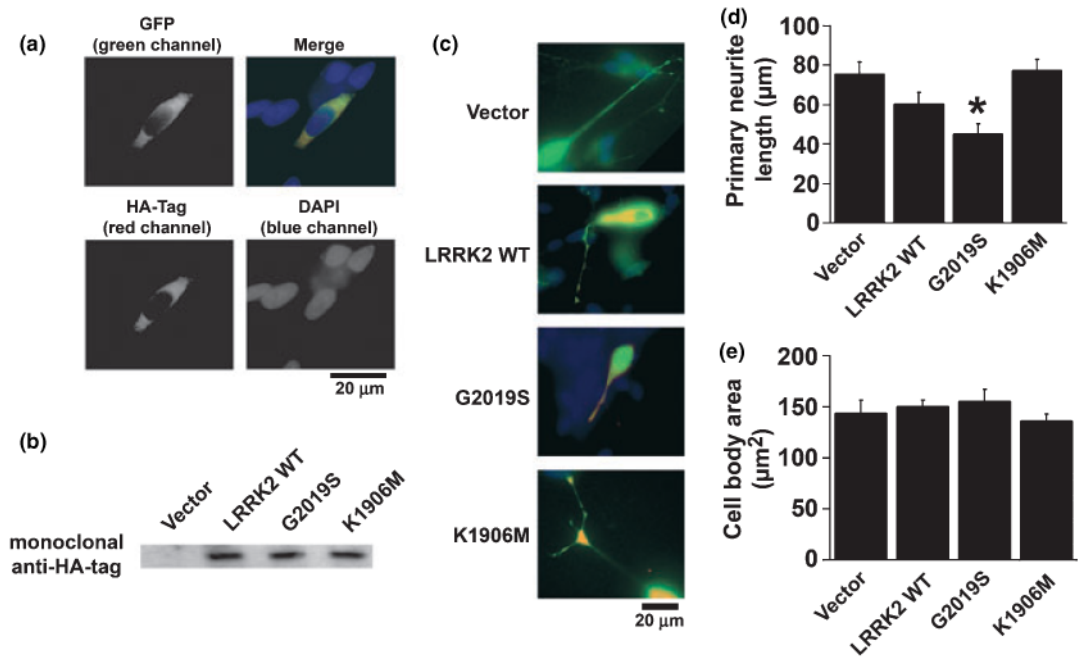 (a)
GFP
(green channel)
Merge
HA-Tag
(red channel)
DAPI
(blue channel)
20 µm
(b)
Vector
LRRK2 WT
G2019S
K1906M
monoclonal
anti-HA-tag
(c)
Vector
LRRK2 WT
G2019S
K1906M
20 µm
(d)
Primary neurite
length (µm)
100
80
60
40
20
0
*
Vector
LRRK2 WT
G2019S
K1906M
(e)
Cell body area
(µm²)
200
150
100
50
0
Vector
LRRK2 WT
G2019S
K1906M